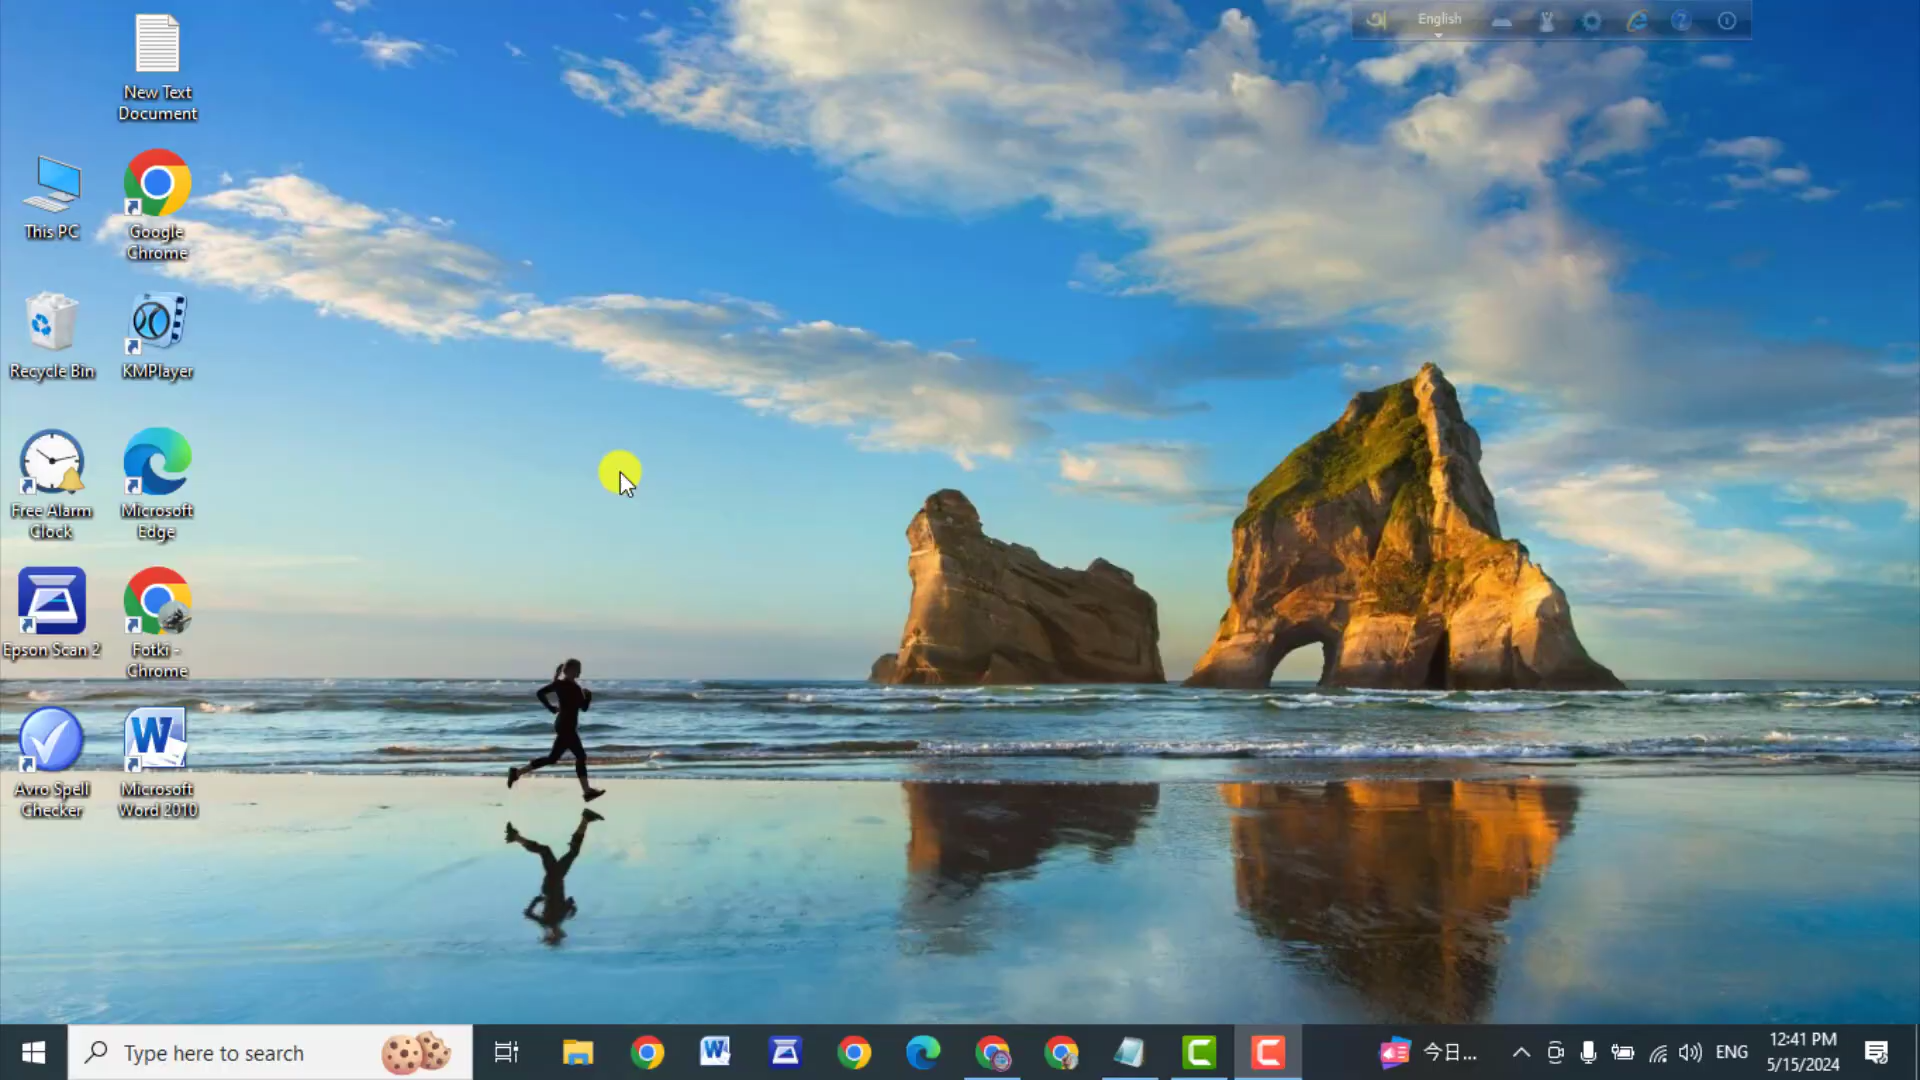 New Text
Document
This PC
Google
Chrome
Recycle Bin
KMPlayer
Free Alarm
Clock
Microsoft
Edge
Epson Scan 2
Fotki -
Chrome
Avro Spell
Checker
Microsoft
Word 2010
অ English
Type here to search
今日...
ENG
12:41 PM
5/15/2024